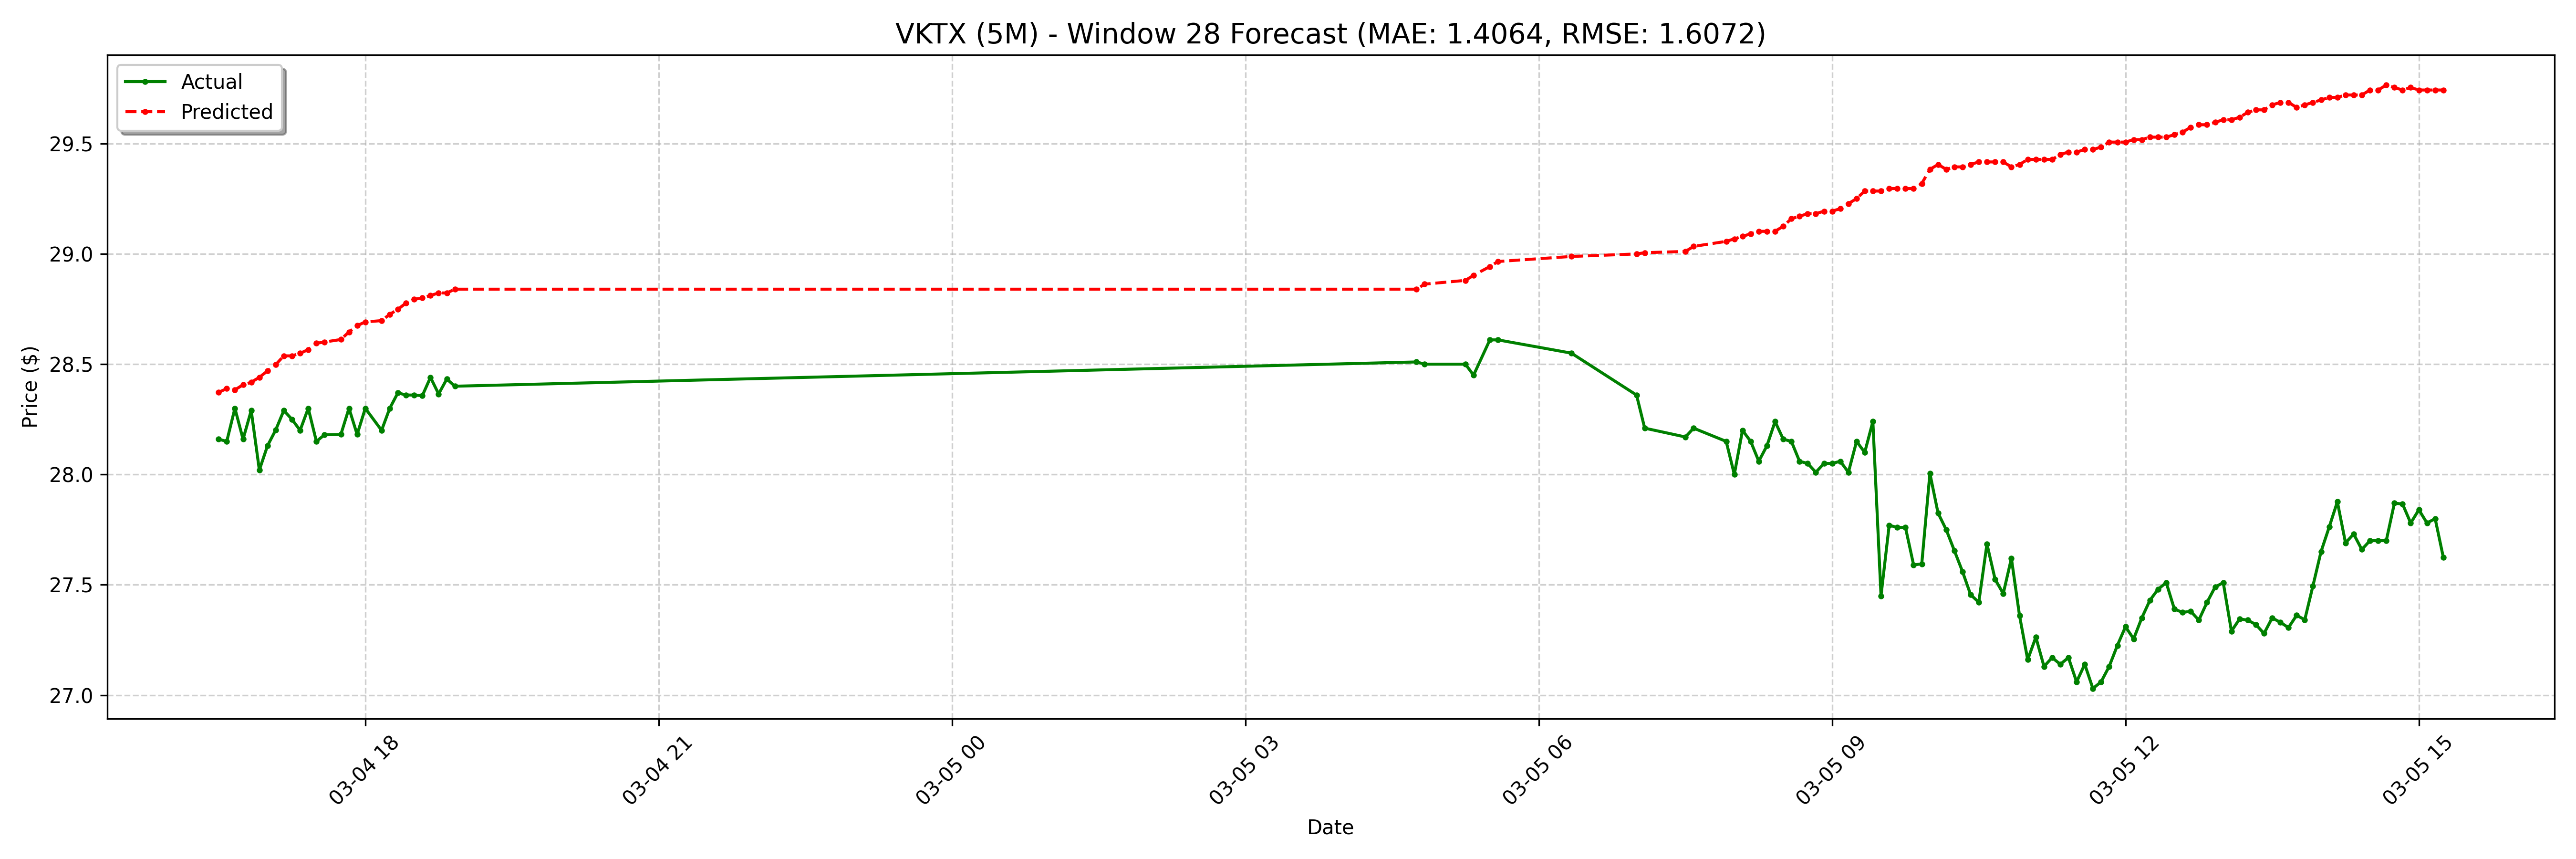 VKTX (5M) - Window 28 Forecast (MAE: 1.4064, RMSE: 1.6072)
Actual
Predicted
Price ($)
29.5
29.0
28.5
28.0
27.5
27.0
03-04 18
03-04 21
03-05 00
03-05 03
03-05 06
03-05 09
03-05 12
03-05 15
Date